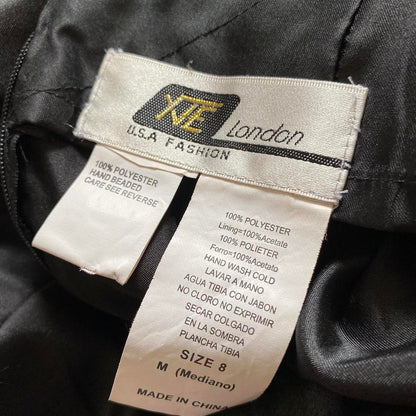 London
U.S.A FASHION
100% POLYESTER
HAND BEADED
CARE SEE REVERSE
100% POLYESTER
Lining=100%Acetate
100% POLIETER
Forro=100%Acetato
HAND WASH COLD
LAVAR A MANO
AGUA TIBIA CON JABON
NO CLORO NO EXPRIMIR
SECAR COLGADO
EN LA SOMBRA
PLANCHA TIBIA
SIZE 8
M (Mediano)
MADE IN CHINA